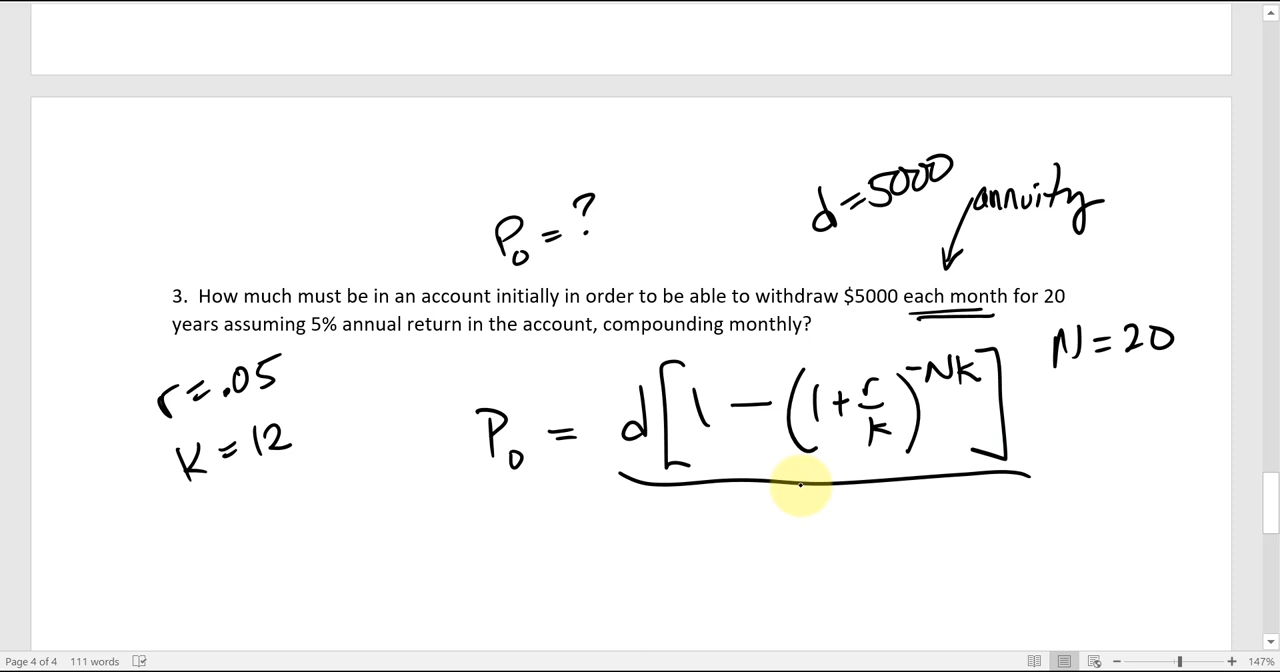 d = 5000
annuity
P₀ = ?
3. How much must be in an account initially in order to be able to withdraw $5000 each month for 20
years assuming 5% annual return in the account, compounding monthly?
N = 20
r = .05
P₀ = d[1 - (1 + r/k)^-Nk]
K = 12
Page 4 of 4 111 words
147%